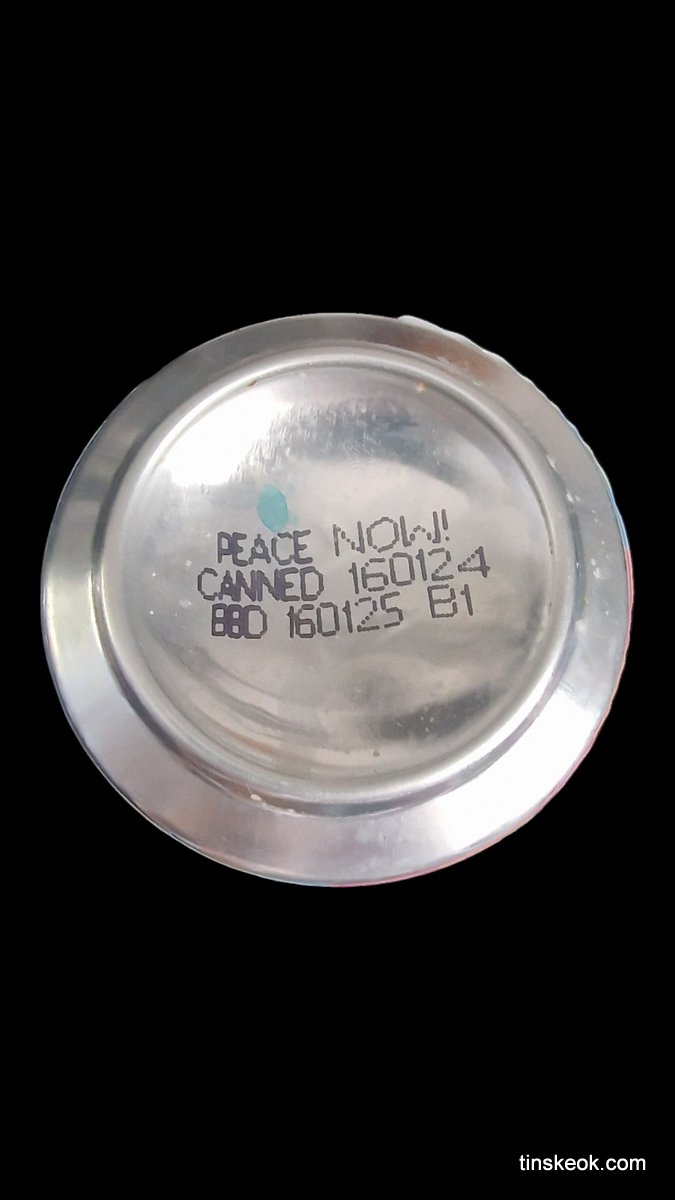 PEACE NOW!
CANNED 160124
BBD 160125 B1
tinskeok.com